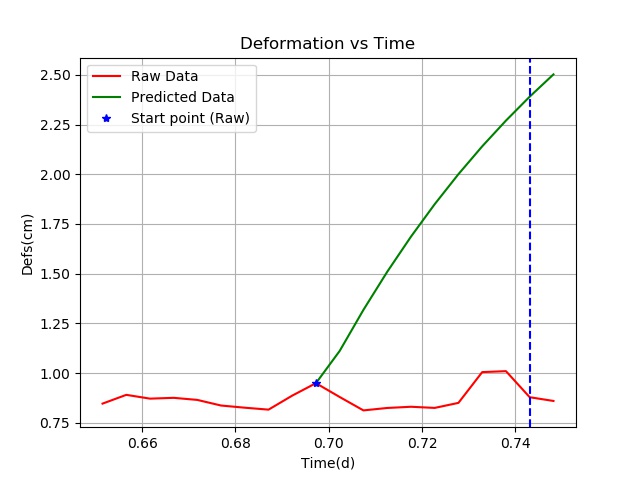 Deformation vs Time
Raw Data
Predicted Data
Start point (Raw)
2.50
2.25
2.00
1.75
1.50
1.25
1.00
0.75
Defs(cm)
0.66 0.68 0.70 0.72 0.74
Time(d)